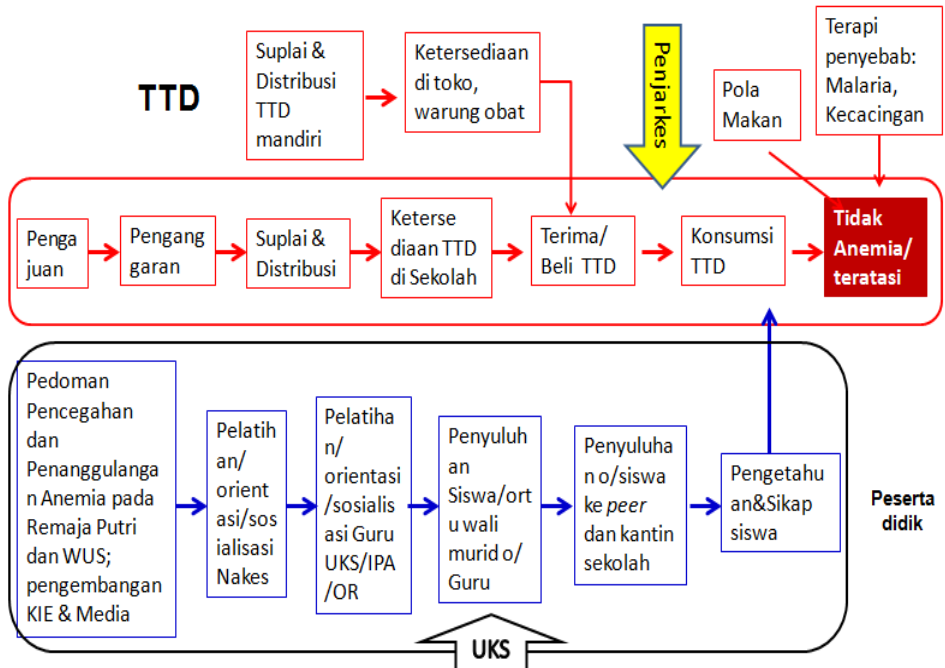 TTD
Suplai &
Distribusi
TTD
mandiri
Ketersediaan
di toko,
warung obat
Penjarkes
Pola
Makan
Terapi
penyebab:
Malaria,
Kecacingan
Penga
juan
Pengang
garan
Suplai &
Distribusi
Keterse
diaan TTD
di Sekolah
Terima/
Beli TTD
Konsumsi
TTD
Tidak
Anemia/
teratasi
Pedoman
Pencegahan
dan
Penanggulanga
n Anemia pada
Remaja Putri
dan WUS;
pengembangan
KIE & Media
Pelatih
an/
orient
asi/sos
ialisasi
Nakes
Pelatiha
n/
orientasi
/sosialis
asi Guru
UKS/IPA
/OR
Penyuluh
an
Siswa/ort
u wali
murid o/
Guru
Penyuluha
n o/siswa
ke peer
dan kantin
sekolah
Pengetah
uan&Sikap
siswa
Peserta
didik
UKS